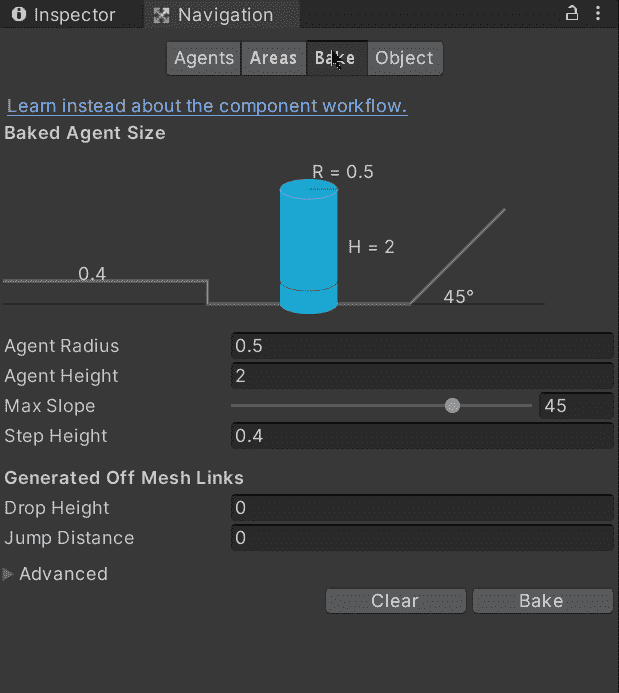 Inspector Navigation
Agents Areas Bake Object
Learn instead about the component workflow.
Baked Agent Size
R = 0.5
H = 2
0.4
45°
Agent Radius 0.5
Agent Height 2
Max Slope 45
Step Height 0.4
Generated Off Mesh Links
Drop Height 0
Jump Distance 0
Advanced
Clear Bake